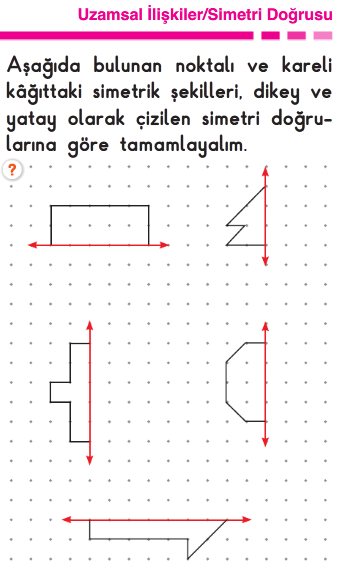 Uzamsal İlişkiler/Simetri Doğrusu
Aşağıda bulunan noktalı ve kareli
kâğıttaki simetrik şekilleri, dikey ve
yatay olarak çizilen simetri doğru-
larına göre tamamlayalım.
?